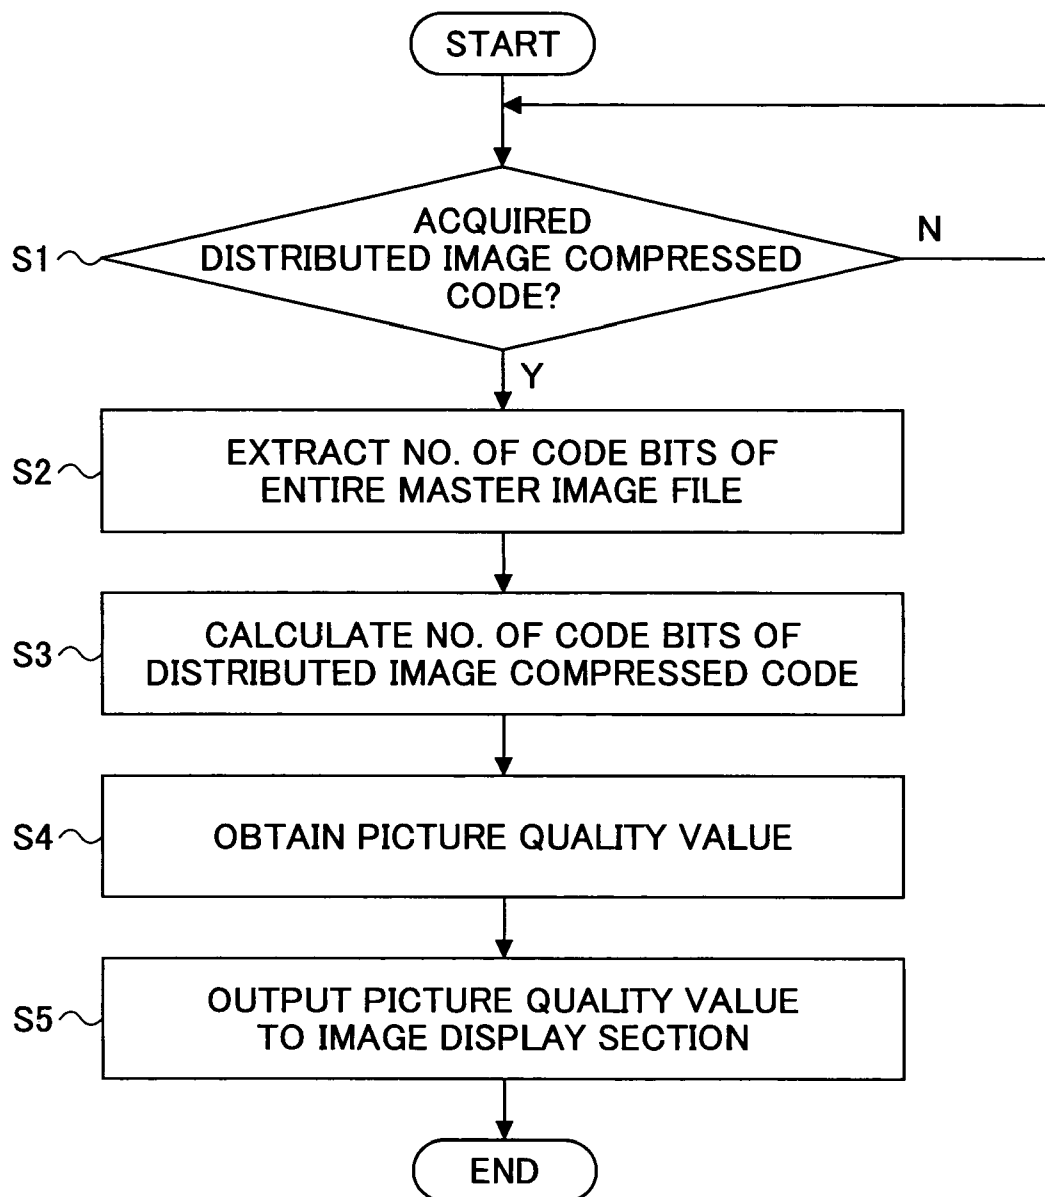 START
S1
ACQUIRED
DISTRIBUTED IMAGE COMPRESSED
CODE?
N
Y
S2
EXTRACT NO. OF CODE BITS OF
ENTIRE MASTER IMAGE FILE
S3
CALCULATE NO. OF CODE BITS OF
DISTRIBUTED IMAGE COMPRESSED CODE
S4
OBTAIN PICTURE QUALITY VALUE
S5
OUTPUT PICTURE QUALITY VALUE
TO IMAGE DISPLAY SECTION
END